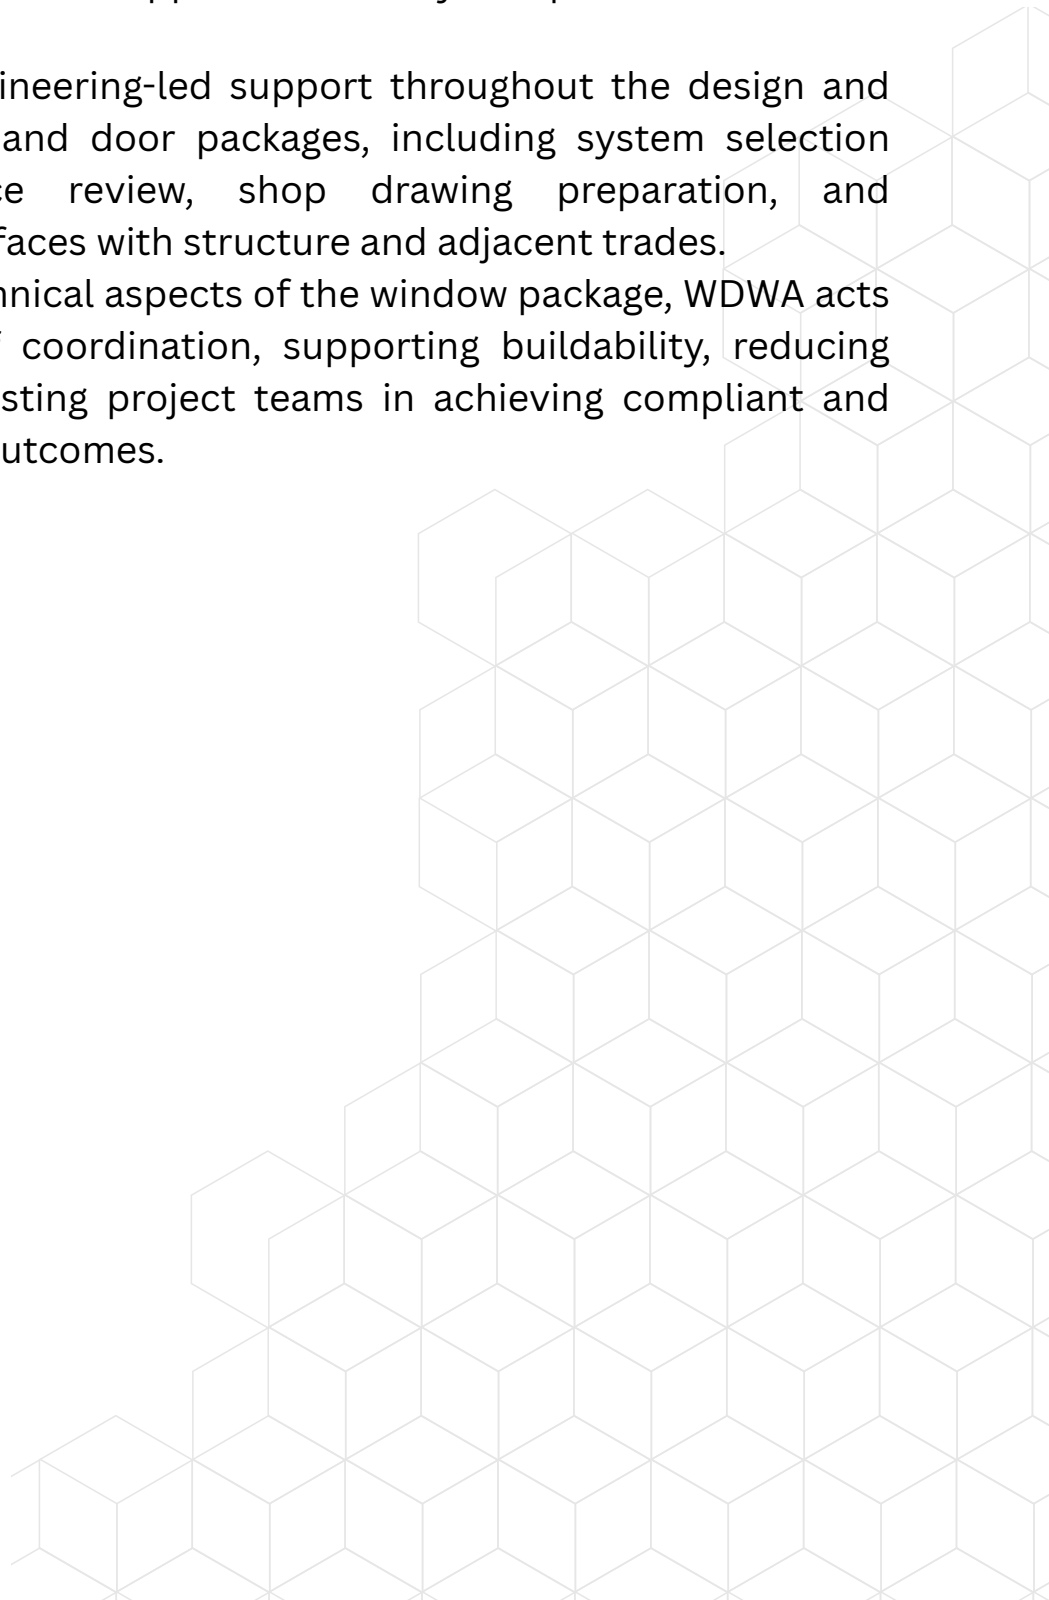 ineering-led support throughout the design and
and door packages, including system selection
ce review, shop drawing preparation, and
faces with structure and adjacent trades.
hnical aspects of the window package, WDWA acts
coordination, supporting buildability, reducing
sting project teams in achieving compliant and
utcomes.